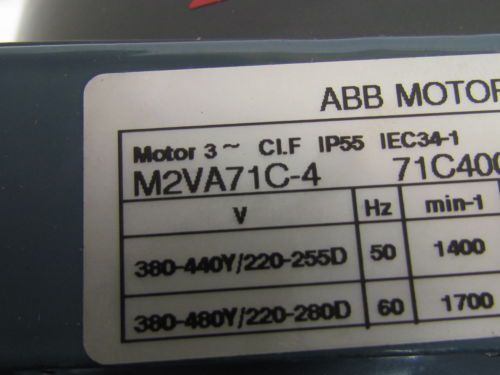 ABB MOTOR
Motor 3~ Cl.F IP55 IEC34-1
M2VA71C-4 71C400
V Hz min-1
380-440Y/220-255D 50 1400
380-480Y/220-280D 60 1700